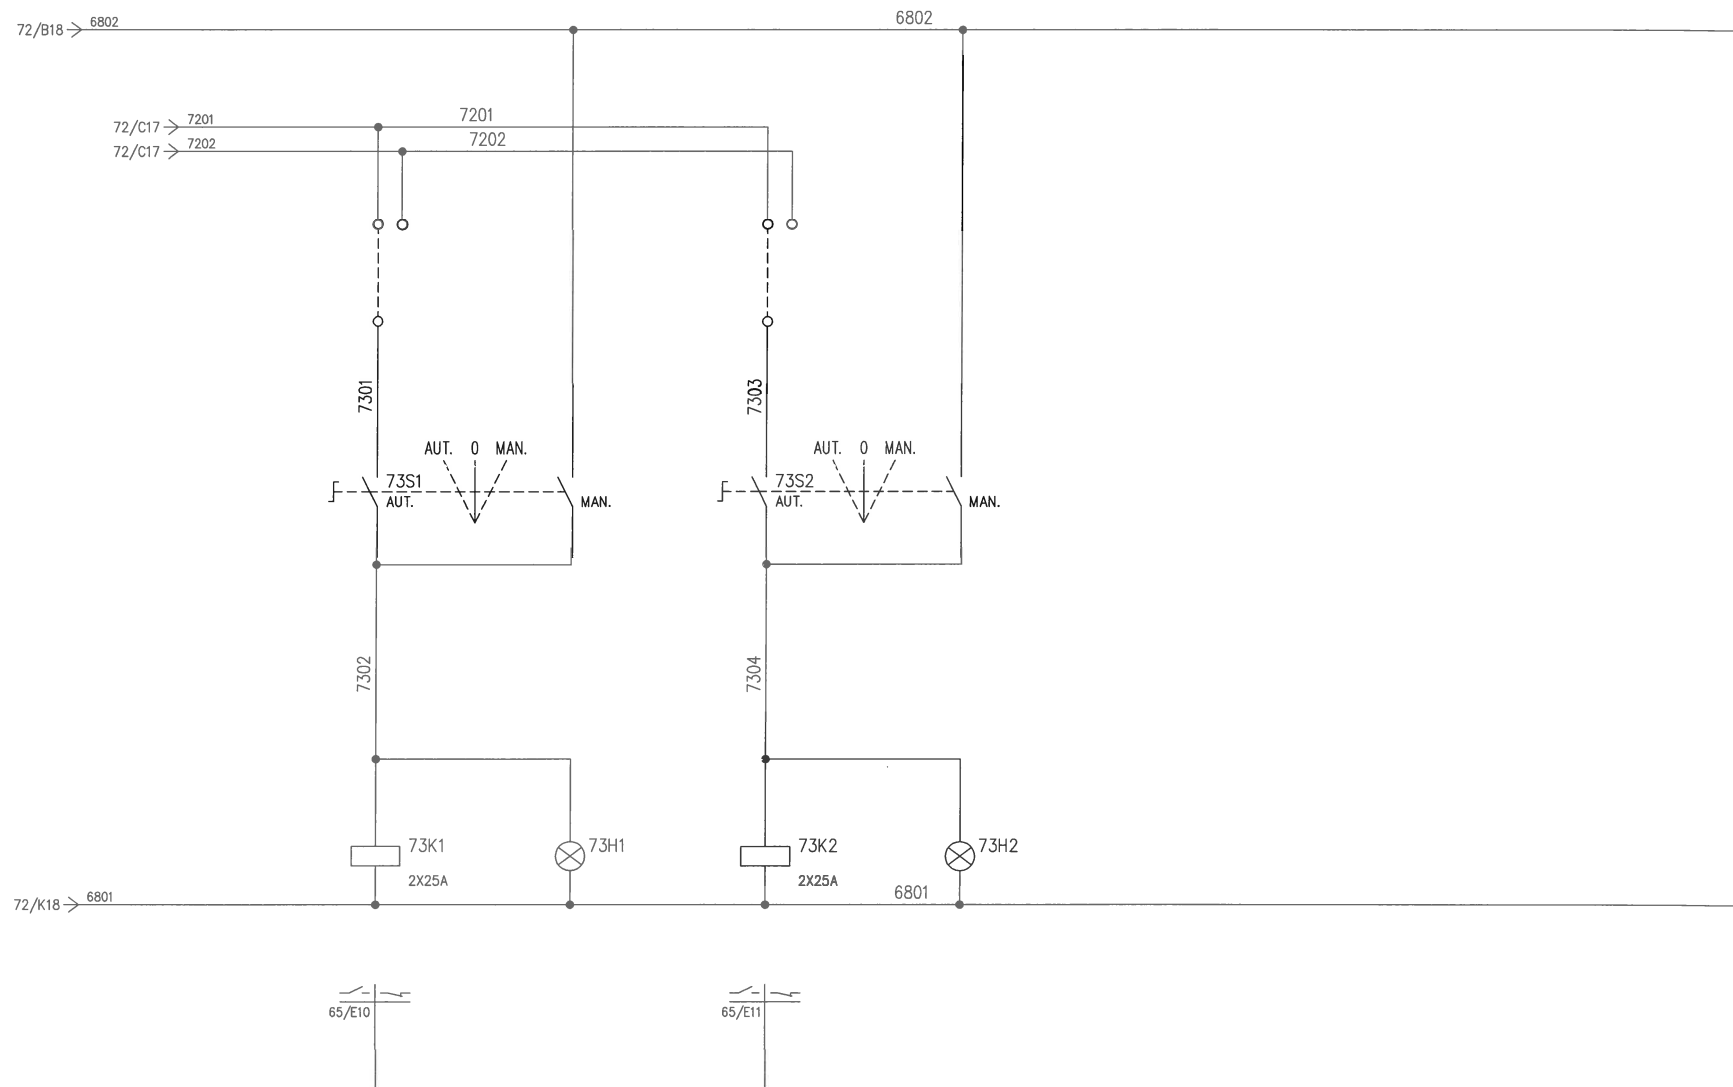 72/B18 6802 6802
72/C17 7201 7201
72/C17 7202 7202
7301 7303
AUT. 0 MAN. AUT. 0 MAN.
73S1 73S2
AUT. MAN. AUT. MAN.
7302 7304
73K1 73H1 73K2 73H2
2X25A 2X25A
72/K18 6801 6801
65/E10 65/E11